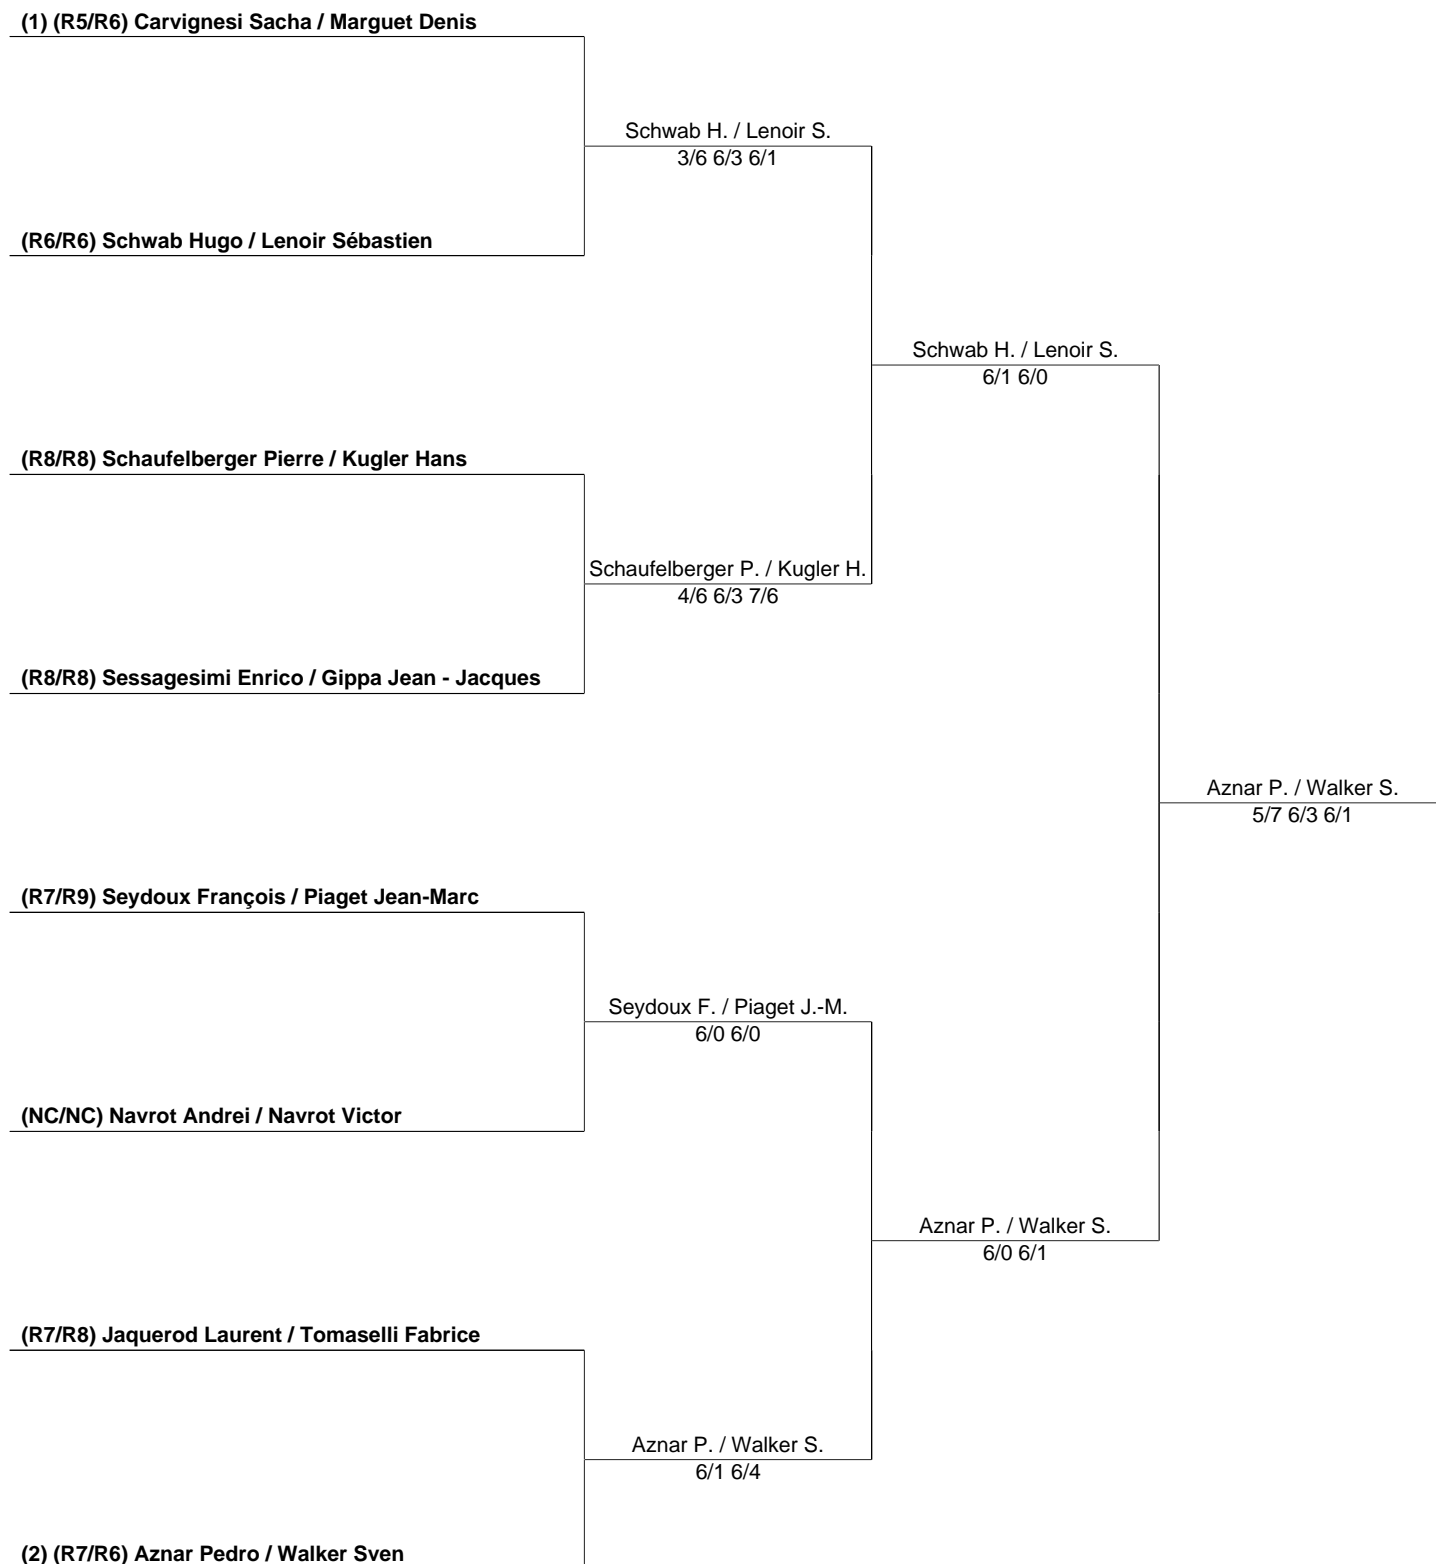 (1) (R5/R6) Carvignesi Sacha / Marguet Denis
Schwab H. / Lenoir S.
3/6 6/3 6/1
(R6/R6) Schwab Hugo / Lenoir Sébastien
Schwab H. / Lenoir S.
6/1 6/0
(R8/R8) Schaufelberger Pierre / Kugler Hans
Schaufelberger P. / Kugler H.
4/6 6/3 7/6
(R8/R8) Sessagesimi Enrico / Gippa Jean - Jacques
Aznar P. / Walker S.
5/7 6/3 6/1
(R7/R9) Seydoux François / Piaget Jean-Marc
Seydoux F. / Piaget J.-M.
6/0 6/0
(NC/NC) Navrot Andrei / Navrot Victor
Aznar P. / Walker S.
6/0 6/1
(R7/R8) Jaquerod Laurent / Tomaselli Fabrice
Aznar P. / Walker S.
6/1 6/4
(2) (R7/R6) Aznar Pedro / Walker Sven